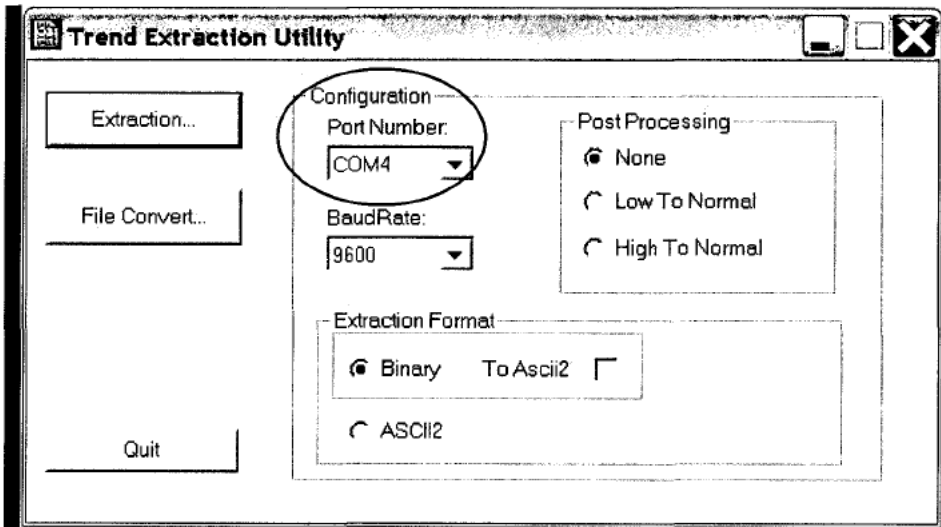 Trend Extraction Utility
Extraction...
File Convert...
Quit
Configuration
Port Number:
COM4
BaudRate:
9600
Post Processing
None
Low To Normal
High To Normal
Extraction Format
Binary To Ascii2
ASCII2